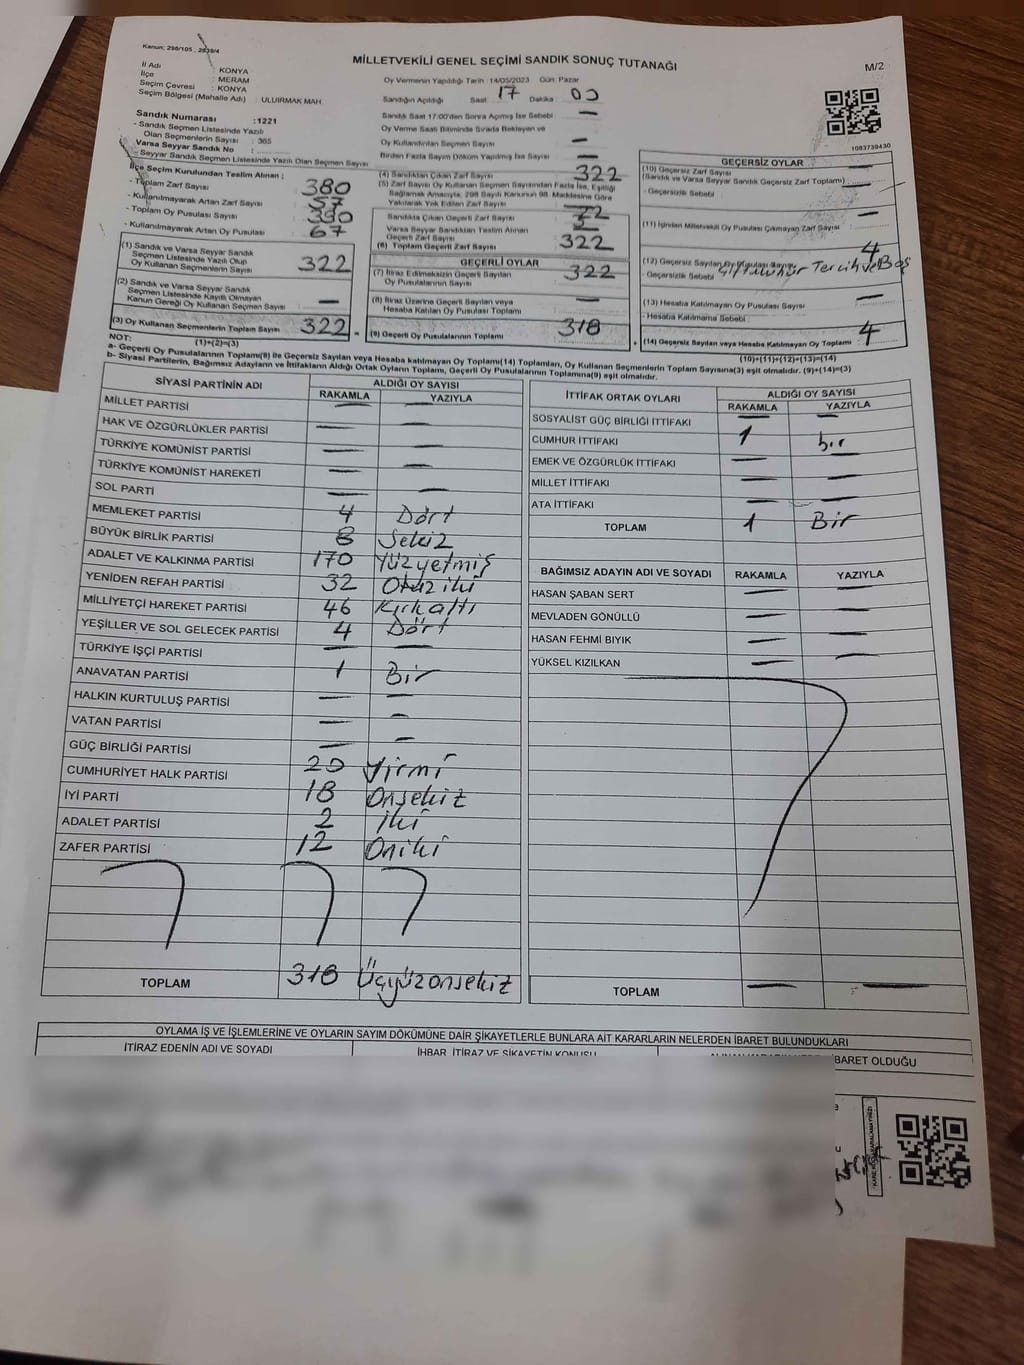 Kanun; 298/105 , 2839/4
MİLLETVEKİLİ GENEL SEÇİMİ SANDIK SONUÇ TUTANAĞI
M/2
İl Adı : KONYA
İlçe : MERAM
Seçim Çevresi : KONYA
Seçim Bölgesi (Mahalle Adı) : ULUIRMAK MAH.
Oy Vermenin Yapıldığı Tarih : 14/05/2023 Gün: Pazar
Sandığın Açıldığı Saat 17 Dakika : 00
Sandık Saat 17:00'den Sonra Açılmış İse Sebebi : —
Oy Verme Saati Bitiminde Sırada Bekleyen ve
Oy Kullandırılan Seçmen Sayısı : —
Birden Fazla Sayım Döküm Yapılmış İse Sayısı : —
Sandık Numarası :1221
- Sandık Seçmen Listesinde Yazılı
Olan Seçmenlerin Sayısı : 365
Varsa Seyyar Sandık No :
- Seyyar Sandık Seçmen Listesinde Yazılı Olan Seçmen Sayısı
1083739430
İlçe Seçim Kurulundan Teslim Alınan ;
- Toplam Zarf Sayısı 380
- Kullanılmayarak Artan Zarf Sayısı 57
- Toplam Oy Pusulası Sayısı 390
- Kullanılmayarak Artan Oy Pusulası 67
(1) Sandık ve Varsa Seyyar Sandık
Seçmen Listesinde Yazılı Olup
Oy Kullanan Seçmenlerin Sayısı 322
(2) Sandık ve Varsa Seyyar Sandık
Seçmen Listesinde Kayıtlı Olmayan
Kanun Gereği Oy Kullanan Seçmen Sayısı —
(3) Oy Kullanan Seçmenlerin Toplam Sayısı 322
(1)+(2)=(3)
(4) Sandıktan Çıkan Zarf Sayısı 322
(5) Zarf Sayısı Oy Kullanan Seçmen Sayısından Fazla İse, Eşitliği
Sağlamak Amacıyla, 298 Sayılı Kanunun 98. Maddesine Göre
Yakılarak Yok Edilen Zarf Sayısı —
Sandıkta Çıkan Geçerli Zarf Sayısı
Varsa Seyyar Sandıktan Teslim Alınan
Geçerli Zarf Sayısı
(6) Toplam Geçerli Zarf Sayısı 322
GEÇERLİ OYLAR
(7) İtiraz Edilmeksizin Geçerli Sayılan
Oy Pusulalarının Sayısı 322
(8) İtiraz Üzerine Geçerli Sayılan veya
Hesaba Katılan Oy Pusulası Toplamı —
(9) Geçerli Oy Pusulalarının Toplamı 318
GEÇERSİZ OYLAR
(10) Geçersiz Zarf Sayısı —
(Sandık ve Varsa Seyyar Sandık Geçersiz Zarf Toplamı)
- Geçersizlik Sebebi :
(11) İçinden Milletvekili Oy Pusulası Çıkmayan Zarf Sayısı —
(12) Geçersiz Sayılan Oy Pusulası Sayısı 4
- Geçersizlik Sebebi Tercih ve Boş
(13) Hesaba Katılmayan Oy Pusulası Sayısı —
- Hesaba Katılmama Sebebi :
(14) Geçersiz Sayılan veya Hesaba Katılmayan Oy Toplamı 4
(10)+(11)+(12)+(13)=(14)
NOT:
a- Geçerli Oy Pusulalarının Toplam(9) ile Geçersiz Sayılan veya Hesaba katılmayan Oy Toplamı(14) Toplamları, Oy Kullanan Seçmenlerin Toplam Sayısına(3) eşit olmalıdır. (9)+(14)=(3)
b- Siyasi Partilerin, Bağımsız Adayların ve İttifakların Aldığı Ortak Oyların Toplamı, Geçerli Oy Pusulalarının Toplamına(9) eşit olmalıdır.
SİYASİ PARTİNİN ADI ALDIĞI OY SAYISI
RAKAMLA YAZIYLA
MİLLET PARTİSİ — —
HAK VE ÖZGÜRLÜKLER PARTİSİ — —
TÜRKİYE KOMÜNİST PARTİSİ — —
TÜRKİYE KOMÜNİST HAREKETİ — —
SOL PARTİ — —
MEMLEKET PARTİSİ 4 Dört
BÜYÜK BİRLİK PARTİSİ 8 Sekiz
ADALET VE KALKINMA PARTİSİ 170 Yüzyetmiş
YENİDEN REFAH PARTİSİ 32 Otuz iki
MİLLİYETÇİ HAREKET PARTİSİ 46 Kırkaltı
YEŞİLLER VE SOL GELECEK PARTİSİ 4 Dört
TÜRKİYE İŞÇİ PARTİSİ — —
ANAVATAN PARTİSİ 1 Bir
HALKIN KURTULUŞ PARTİSİ — —
VATAN PARTİSİ — —
GÜÇ BİRLİĞİ PARTİSİ — —
CUMHURİYET HALK PARTİSİ 20 Yirmi
İYİ PARTİ 18 Onsekiz
ADALET PARTİSİ 2 iki
ZAFER PARTİSİ 12 Oniki
TOPLAM 318 Üçyüzonsekiz
İTTİFAK ORTAK OYLARI ALDIĞI OY SAYISI
RAKAMLA YAZIYLA
SOSYALİST GÜÇ BİRLİĞİ İTTİFAKI — —
CUMHUR İTTİFAKI 1 bir
EMEK VE ÖZGÜRLÜK İTTİFAKI — —
MİLLET İTTİFAKI — —
ATA İTTİFAKI — —
TOPLAM 1 Bir
BAĞIMSIZ ADAYIN ADI VE SOYADI RAKAMLA YAZIYLA
HASAN ŞABAN SERT — —
MEVLADEN GÖNÜLLÜ — —
HASAN FEHMİ BIYIK — —
YÜKSEL KIZILKAN — —
TOPLAM — —
OYLAMA İŞ VE İŞLEMLERİNE VE OYLARIN SAYIM DÖKÜMÜNE DAİR ŞİKAYETLERLE BUNLARA AİT KARARLARIN NELERDEN İBARET BULUNDUKLARI
İTİRAZ EDENİN ADI VE SOYADI
İHBAR, İTİRAZ VE ŞİKAYETİN KONUSU
İBARET OLDUĞU